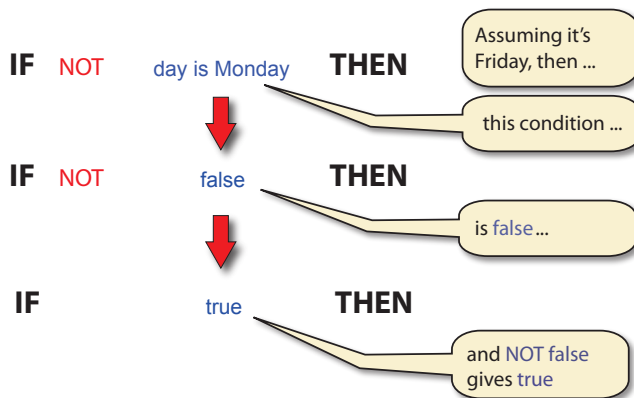 Assuming it's
Friday, then ...
IF NOT day is Monday THEN
this condition ...
IF NOT false THEN
is false ...
IF true THEN
and NOT false
gives true